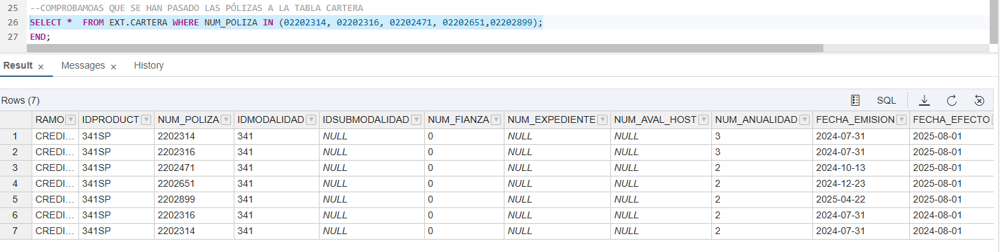 25 --COMPROBAMOAS QUE SE HAN PASADO LAS PÓLIZAS A LA TABLA CARTERA
26 SELECT *  FROM EXT.CARTERA WHERE NUM_POLIZA IN (02202314, 02202316, 02202471, 02202651,02202899);
27 END;
Result × Messages × History
Rows (7) SQL
RAMO IDPRODUCT NUM_POLIZA IDMODALIDAD IDSUBMODALIDAD NUM_FIANZA NUM_EXPEDIENTE NUM_AVAL_HOST NUM_ANUALIDAD FECHA_EMISION FECHA_EFECTO
1 CREDI... 341SP 2202314 341 NULL 0 NULL NULL 3 2024-07-31 2025-08-01
2 CREDI... 341SP 2202316 341 NULL 0 NULL NULL 3 2024-07-31 2025-08-01
3 CREDI... 341SP 2202471 341 NULL 0 NULL NULL 2 2024-10-13 2025-08-01
4 CREDI... 341SP 2202651 341 NULL 0 NULL NULL 2 2024-12-23 2025-08-01
5 CREDI... 341SP 2202899 341 NULL 0 NULL NULL 2 2025-04-22 2025-08-01
6 CREDI... 341SP 2202316 341 NULL 0 NULL NULL 2 2024-07-31 2024-08-01
7 CREDI... 341SP 2202314 341 NULL 0 NULL NULL 2 2024-07-31 2024-08-01